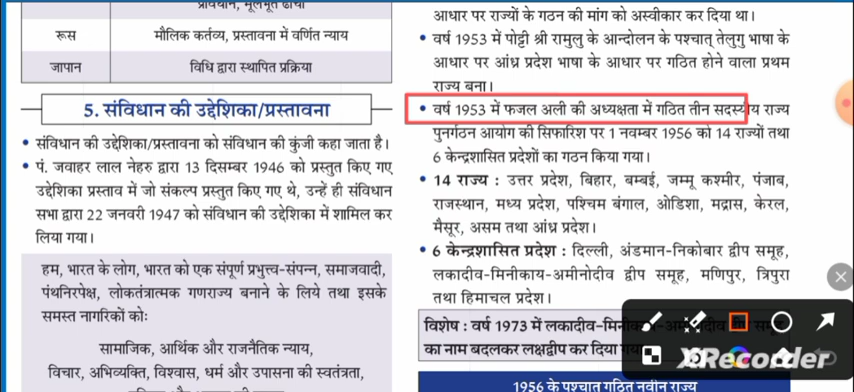 प्रावधान, मूलभूत ढांचा
रूस
मौलिक कर्तव्य, प्रस्तावना में वर्णित न्याय
जापान
विधि द्वारा स्थापित प्रक्रिया
5. संविधान की उद्देशिका/प्रस्तावना
• संविधान की उद्देशिका/प्रस्तावना को संविधान की कुंजी कहा जाता है।
• पं. जवाहर लाल नेहरु द्वारा 13 दिसम्बर 1946 को प्रस्तुत किए गए
उद्देशिका प्रस्ताव में जो संकल्प प्रस्तुत किए गए थे, उन्हें ही संविधान
सभा द्वारा 22 जनवरी 1947 को संविधान की उद्देशिका में शामिल कर
लिया गया।
हम, भारत के लोग, भारत को एक संपूर्ण प्रभुत्त्व-संपन्न, समाजवादी,
पंथनिरपेक्ष, लोकतंत्रात्मक गणराज्य बनाने के लिये तथा इसके
समस्त नागरिकों को:
सामाजिक, आर्थिक और राजनैतिक न्याय,
विचार, अभिव्यक्ति, विश्वास, धर्म और उपासना की स्वतंत्रता,
आधार पर राज्यों के गठन की मांग को अस्वीकार कर दिया था।
• वर्ष 1953 में पोट्टी श्री रामुलु के आन्दोलन के पश्चात् तेलुगु भाषा के
आधार पर आंध्र प्रदेश भाषा के आधार पर गठित होने वाला प्रथम
राज्य बना।
• वर्ष 1953 में फजल अली की अध्यक्षता में गठित तीन सदस्यीय राज्य
पुनर्गठन आयोग की सिफारिश पर 1 नवम्बर 1956 को 14 राज्यों तथा
6 केन्द्रशासित प्रदेशों का गठन किया गया।
• 14 राज्य : उत्तर प्रदेश, बिहार, बम्बई, जम्मू कश्मीर, पंजाब,
राजस्थान, मध्य प्रदेश, पश्चिम बंगाल, ओडिशा, मद्रास, केरल,
मैसूर, असम तथा आंध्र प्रदेश।
• 6 केन्द्रशासित प्रदेश : दिल्ली, अंडमान-निकोबार द्वीप समूह,
लकादीव-मिनीकाय-अमीनोदीव द्वीप समूह, मणिपुर, त्रिपुरा
तथा हिमाचल प्रदेश।
विशेष : वर्ष 1973 में लकादीव-मिनी
का नाम बदलकर लक्षद्वीप कर दिया
XRecorder
1956 के पश्चात गठित नवीन राज्य